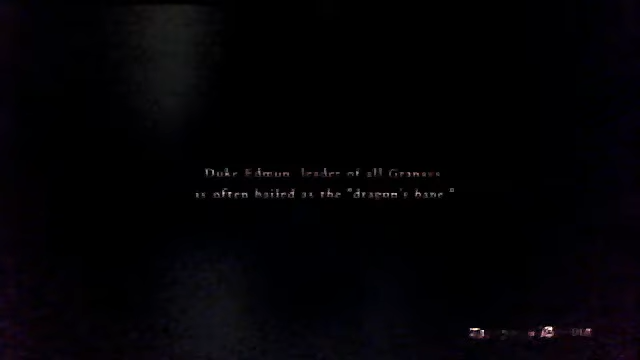 Duke Edmun, leader of all Gransys
is often hailed as the "dragon's bane."